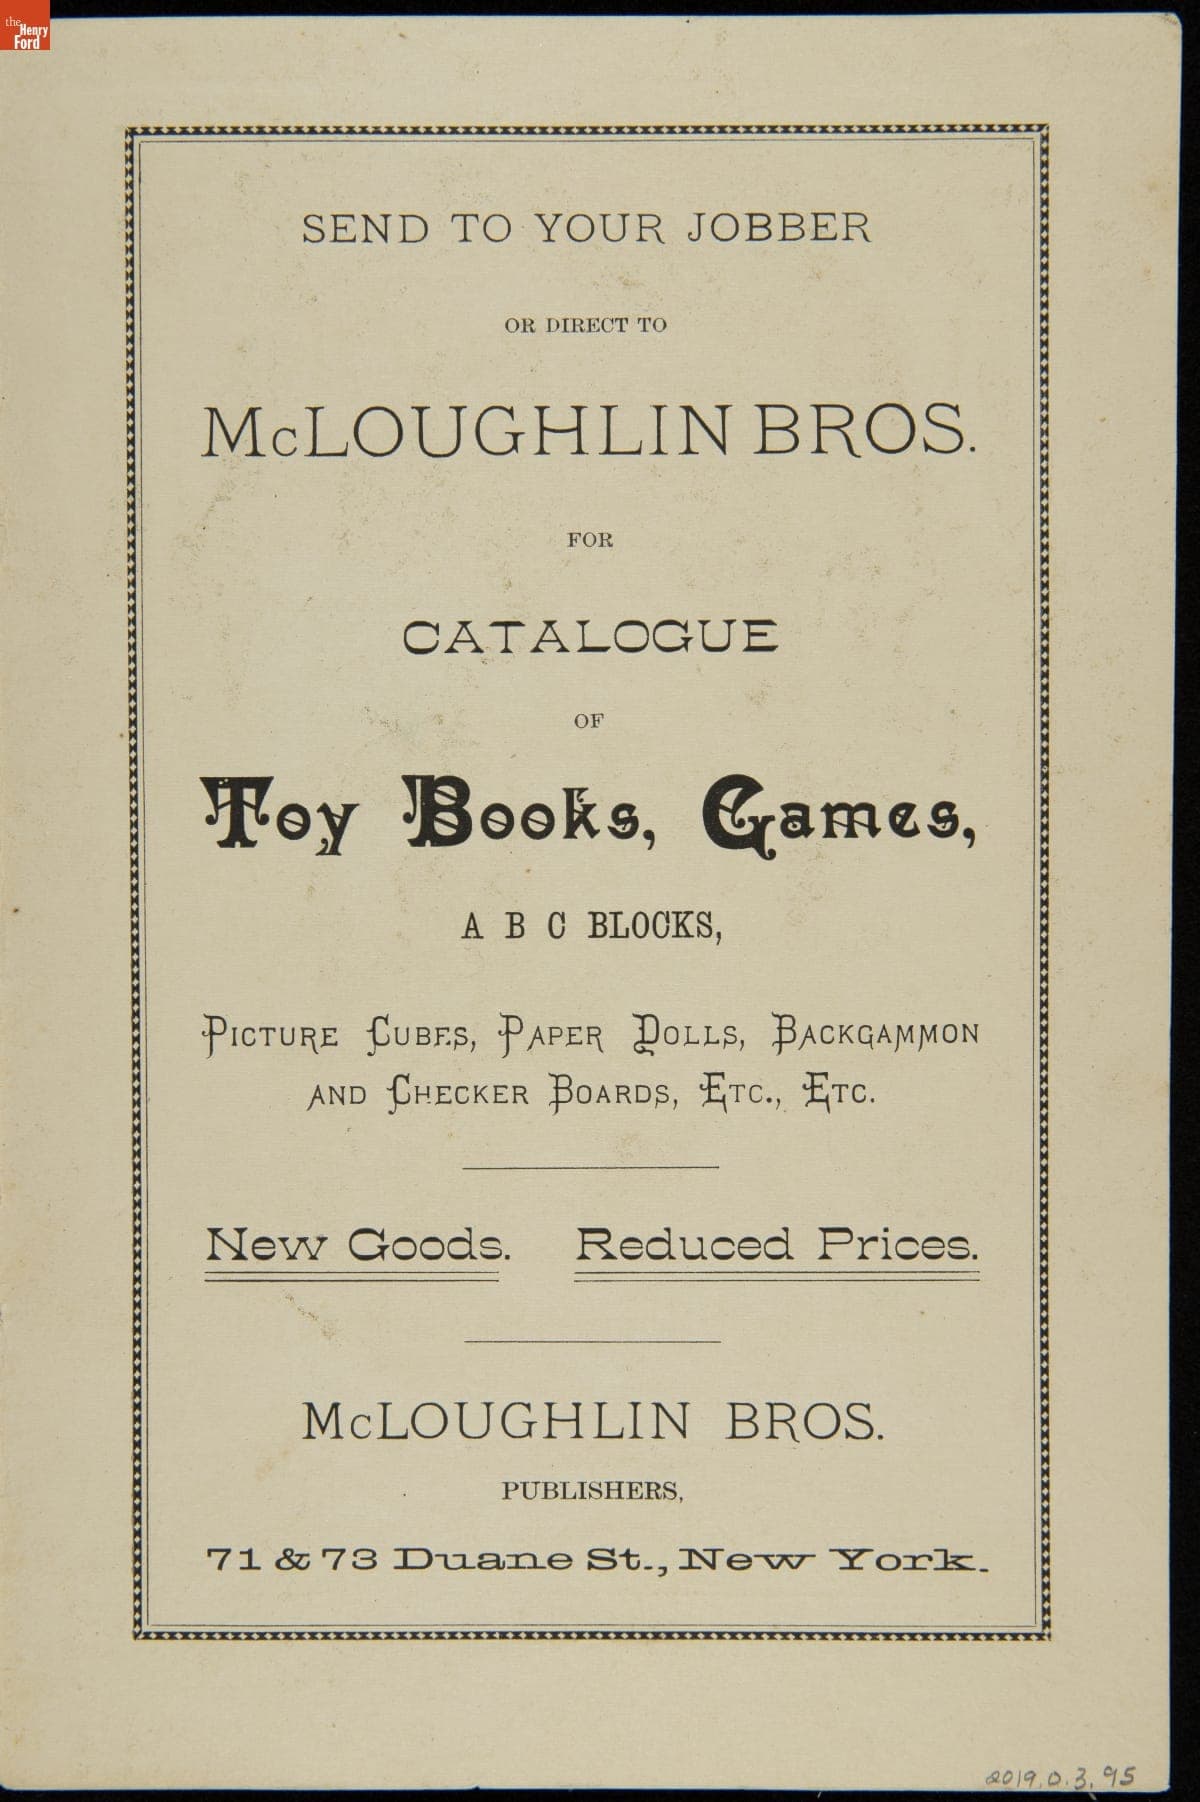 the
Henry
Ford
SEND TO YOUR JOBBER
OR DIRECT TO
McLOUGHLIN BROS.
FOR
CATALOGUE
OF
Toy Books, Games,
A B C BLOCKS,
PICTURE CUBES, PAPER DOLLS, BACKGAMMON
AND CHECKER BOARDS, ETC., ETC.
New Goods. Reduced Prices.
McLOUGHLIN BROS.
PUBLISHERS,
71 & 73 Duane St., New York.
2019.0.3.95